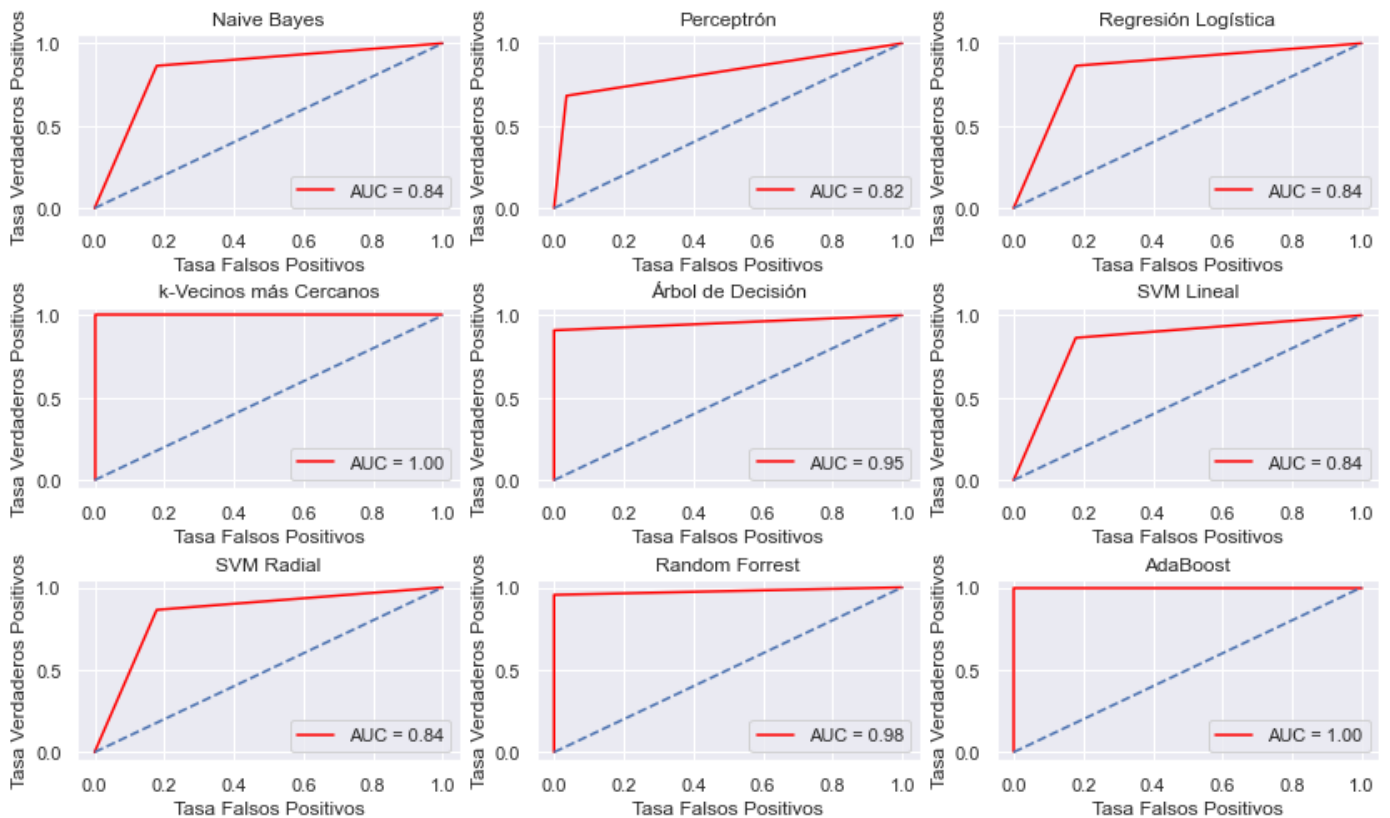 Naive Bayes
Tasa Verdaderos Positivos
1.0
0.5
0.0
AUC = 0.84
0.0 0.2 0.4 0.6 0.8 1.0
Tasa Falsos Positivos
Perceptrón
Tasa Verdaderos Positivos
1.0
0.5
0.0
AUC = 0.82
0.0 0.2 0.4 0.6 0.8 1.0
Tasa Falsos Positivos
Regresión Logística
Tasa Verdaderos Positivos
1.0
0.5
0.0
AUC = 0.84
0.0 0.2 0.4 0.6 0.8 1.0
Tasa Falsos Positivos
k-Vecinos más Cercanos
Tasa Verdaderos Positivos
1.0
0.5
0.0
AUC = 1.00
0.0 0.2 0.4 0.6 0.8 1.0
Tasa Falsos Positivos
Árbol de Decisión
Tasa Verdaderos Positivos
1.0
0.5
0.0
AUC = 0.95
0.0 0.2 0.4 0.6 0.8 1.0
Tasa Falsos Positivos
SVM Lineal
Tasa Verdaderos Positivos
1.0
0.5
0.0
AUC = 0.84
0.0 0.2 0.4 0.6 0.8 1.0
Tasa Falsos Positivos
SVM Radial
Tasa Verdaderos Positivos
1.0
0.5
0.0
AUC = 0.84
0.0 0.2 0.4 0.6 0.8 1.0
Tasa Falsos Positivos
Random Forrest
Tasa Verdaderos Positivos
1.0
0.5
0.0
AUC = 0.98
0.0 0.2 0.4 0.6 0.8 1.0
Tasa Falsos Positivos
AdaBoost
Tasa Verdaderos Positivos
1.0
0.5
0.0
AUC = 1.00
0.0 0.2 0.4 0.6 0.8 1.0
Tasa Falsos Positivos